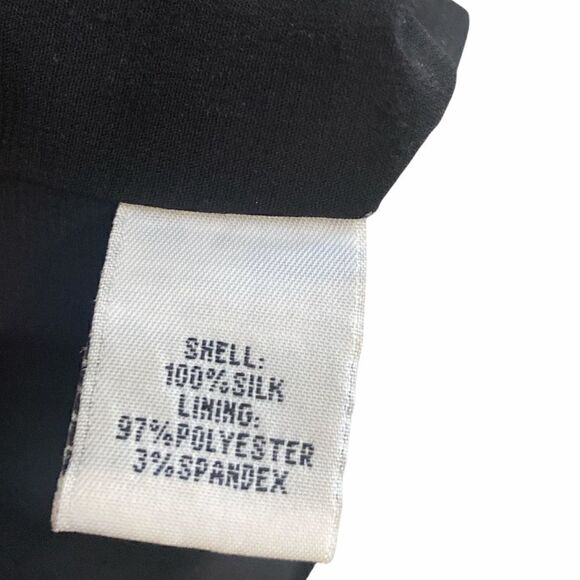 SHELL:
100%SILK
LINING:
97%POLYESTER
3%SPANDEX